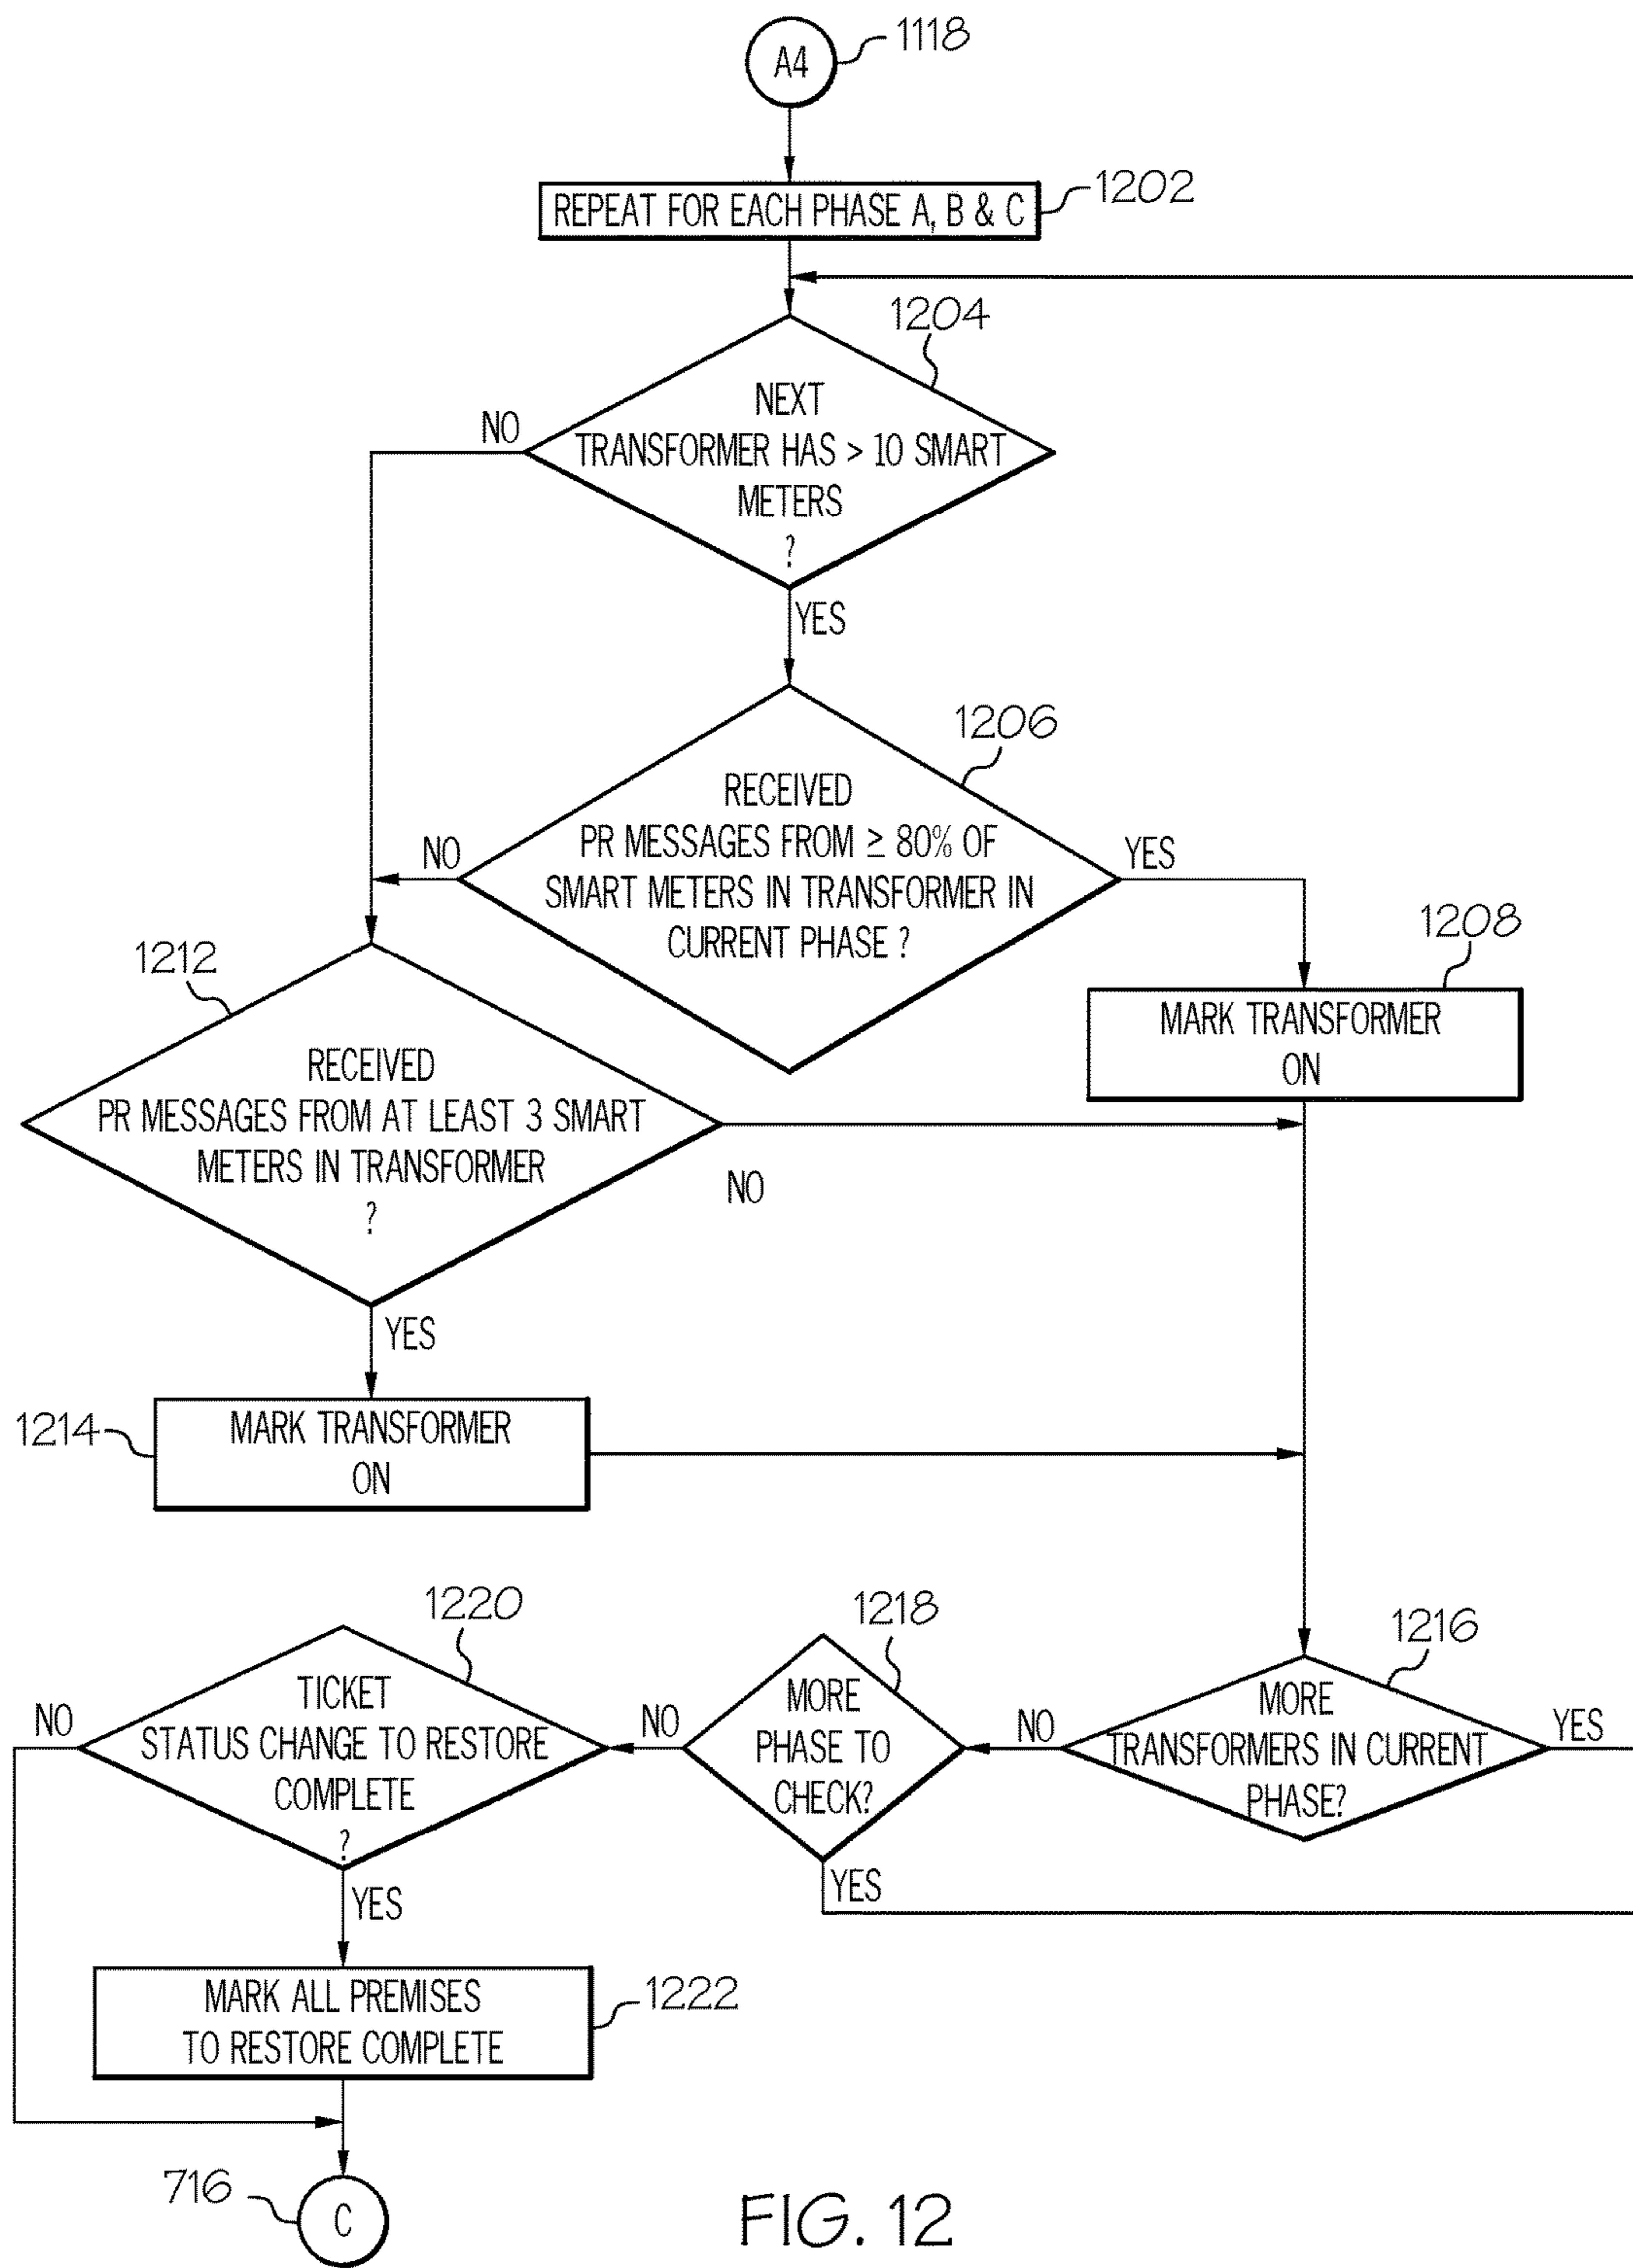 A4
1118
REPEAT FOR EACH PHASE A, B & C
1202
1204
NEXT
TRANSFORMER HAS > 10 SMART
METERS
?
NO
YES
1206
RECEIVED
PR MESSAGES FROM ≥ 80% OF
SMART METERS IN TRANSFORMER IN
CURRENT PHASE ?
NO
YES
1208
MARK TRANSFORMER
ON
1212
RECEIVED
PR MESSAGES FROM AT LEAST 3 SMART
METERS IN TRANSFORMER
?
NO
YES
1214
MARK TRANSFORMER
ON
1216
MORE
TRANSFORMERS IN CURRENT
PHASE?
YES
NO
1218
MORE
PHASE TO
CHECK?
YES
NO
1220
TICKET
STATUS CHANGE TO RESTORE
COMPLETE
?
NO
YES
MARK ALL PREMISES
TO RESTORE COMPLETE
1222
716
C
FIG. 12